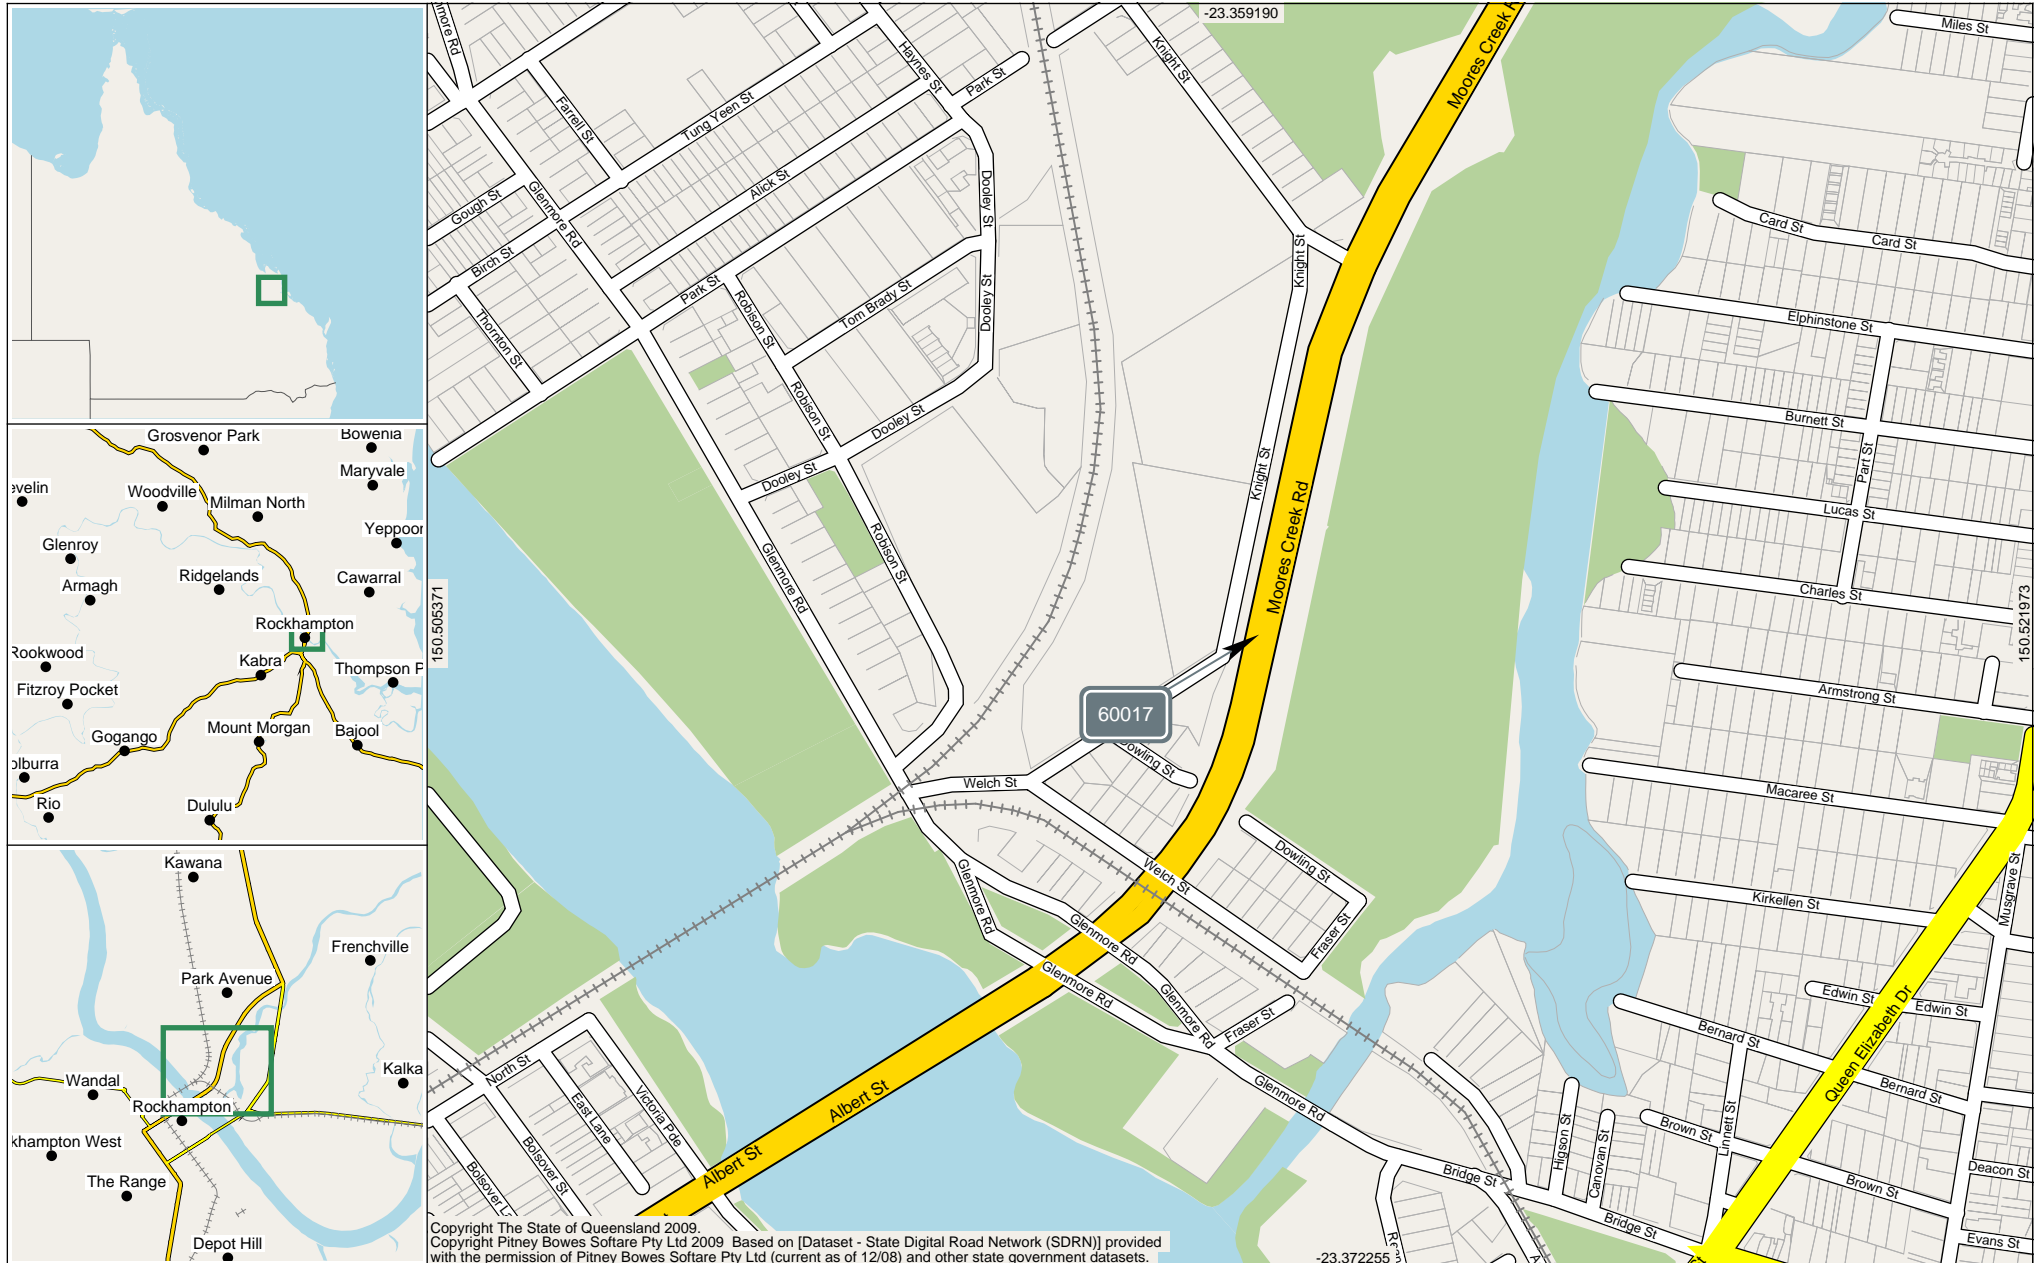 Grosvenor Park
Bowenia
Maryvale
Woodville
Milman North
Glenroy
Ridgelands
Cawarral
Armagh
Rockhampton
Kabra
Fitzroy Pocket
Gogango
Mount Morgan
Bajool
Rio
Dululu
Kawana
Frenchville
Park Avenue
Wandal
Kalka
Rockhampton
The Range
Depot Hill
-23.359190
150.505371
150.521973
-23.372255
Haynes St
Knight St
Moores Creek R
Miles St
Park St
Farrell St
Tung Yeen St
Alick St
Gough St
Glenmore Rd
Dooley St
Birch St
Card St
Card St
Knight St
Park St
Robison St
Tom Brady St
Dooley St
Thornton St
Elphinstone St
Robison St
Dooley St
Burnett St
Part St
Dooley St
Knight St
Lucas St
Robison St
Glenmore Rd
Moores Creek Rd
Charles St
60017
Armstrong St
Dowling St
Welch St
Macaree St
Welch St
Dowling St
Musgrave St
Kirkellen St
Glenmore Rd
Glenmore Rd
Fraser St
Glenmore Rd
Glenmore Rd
Fraser St
Edwin St
Edwin St
Queen Elizabeth Dr
Bernard St
Bernard St
North St
East Lane
Victoria Pde
Albert St
Albert St
Bolsover St
Glenmore Rd
Bridge St
Higson St
Canovan St
Brown St
Linnett St
Brown St
Deacon St
Bridge St
Evans St
Copyright The State of Queensland 2009.
Copyright Pitney Bowes Softare Pty Ltd 2009 Based on [Dataset - State Digital Road Network (SDRN)] provided
with the permission of Pitney Bowes Softare Pty Ltd (current as of 12/08) and other state government datasets.